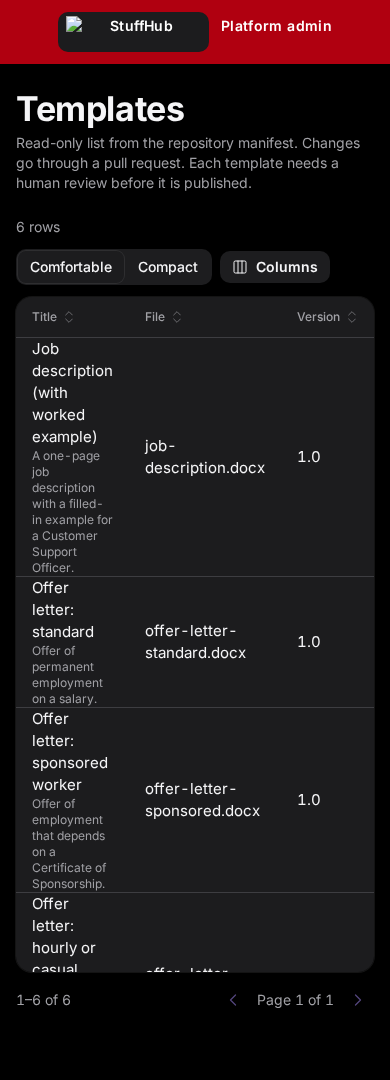 StuffHub Platform admin
Templates
Read-only list from the repository manifest. Changes
go through a pull request. Each template needs a
human review before it is published.
6 rows
Comfortable Compact Columns
Title File Version
Job
description
(with
worked
example)
A one-page
job
description
with a filled-
in example for
a Customer
Support
Officer.
job-
description.docx
1.0
Offer
letter:
standard
Offer of
permanent
employment
on a salary.
offer-letter-
standard.docx
1.0
Offer
letter:
sponsored
worker
Offer of
employment
that depends
on a
Certificate of
Sponsorship.
offer-letter-
sponsored.docx
1.0
Offer
letter:
hourly or
casual
offer-letter-
1–6 of 6 Page 1 of 1